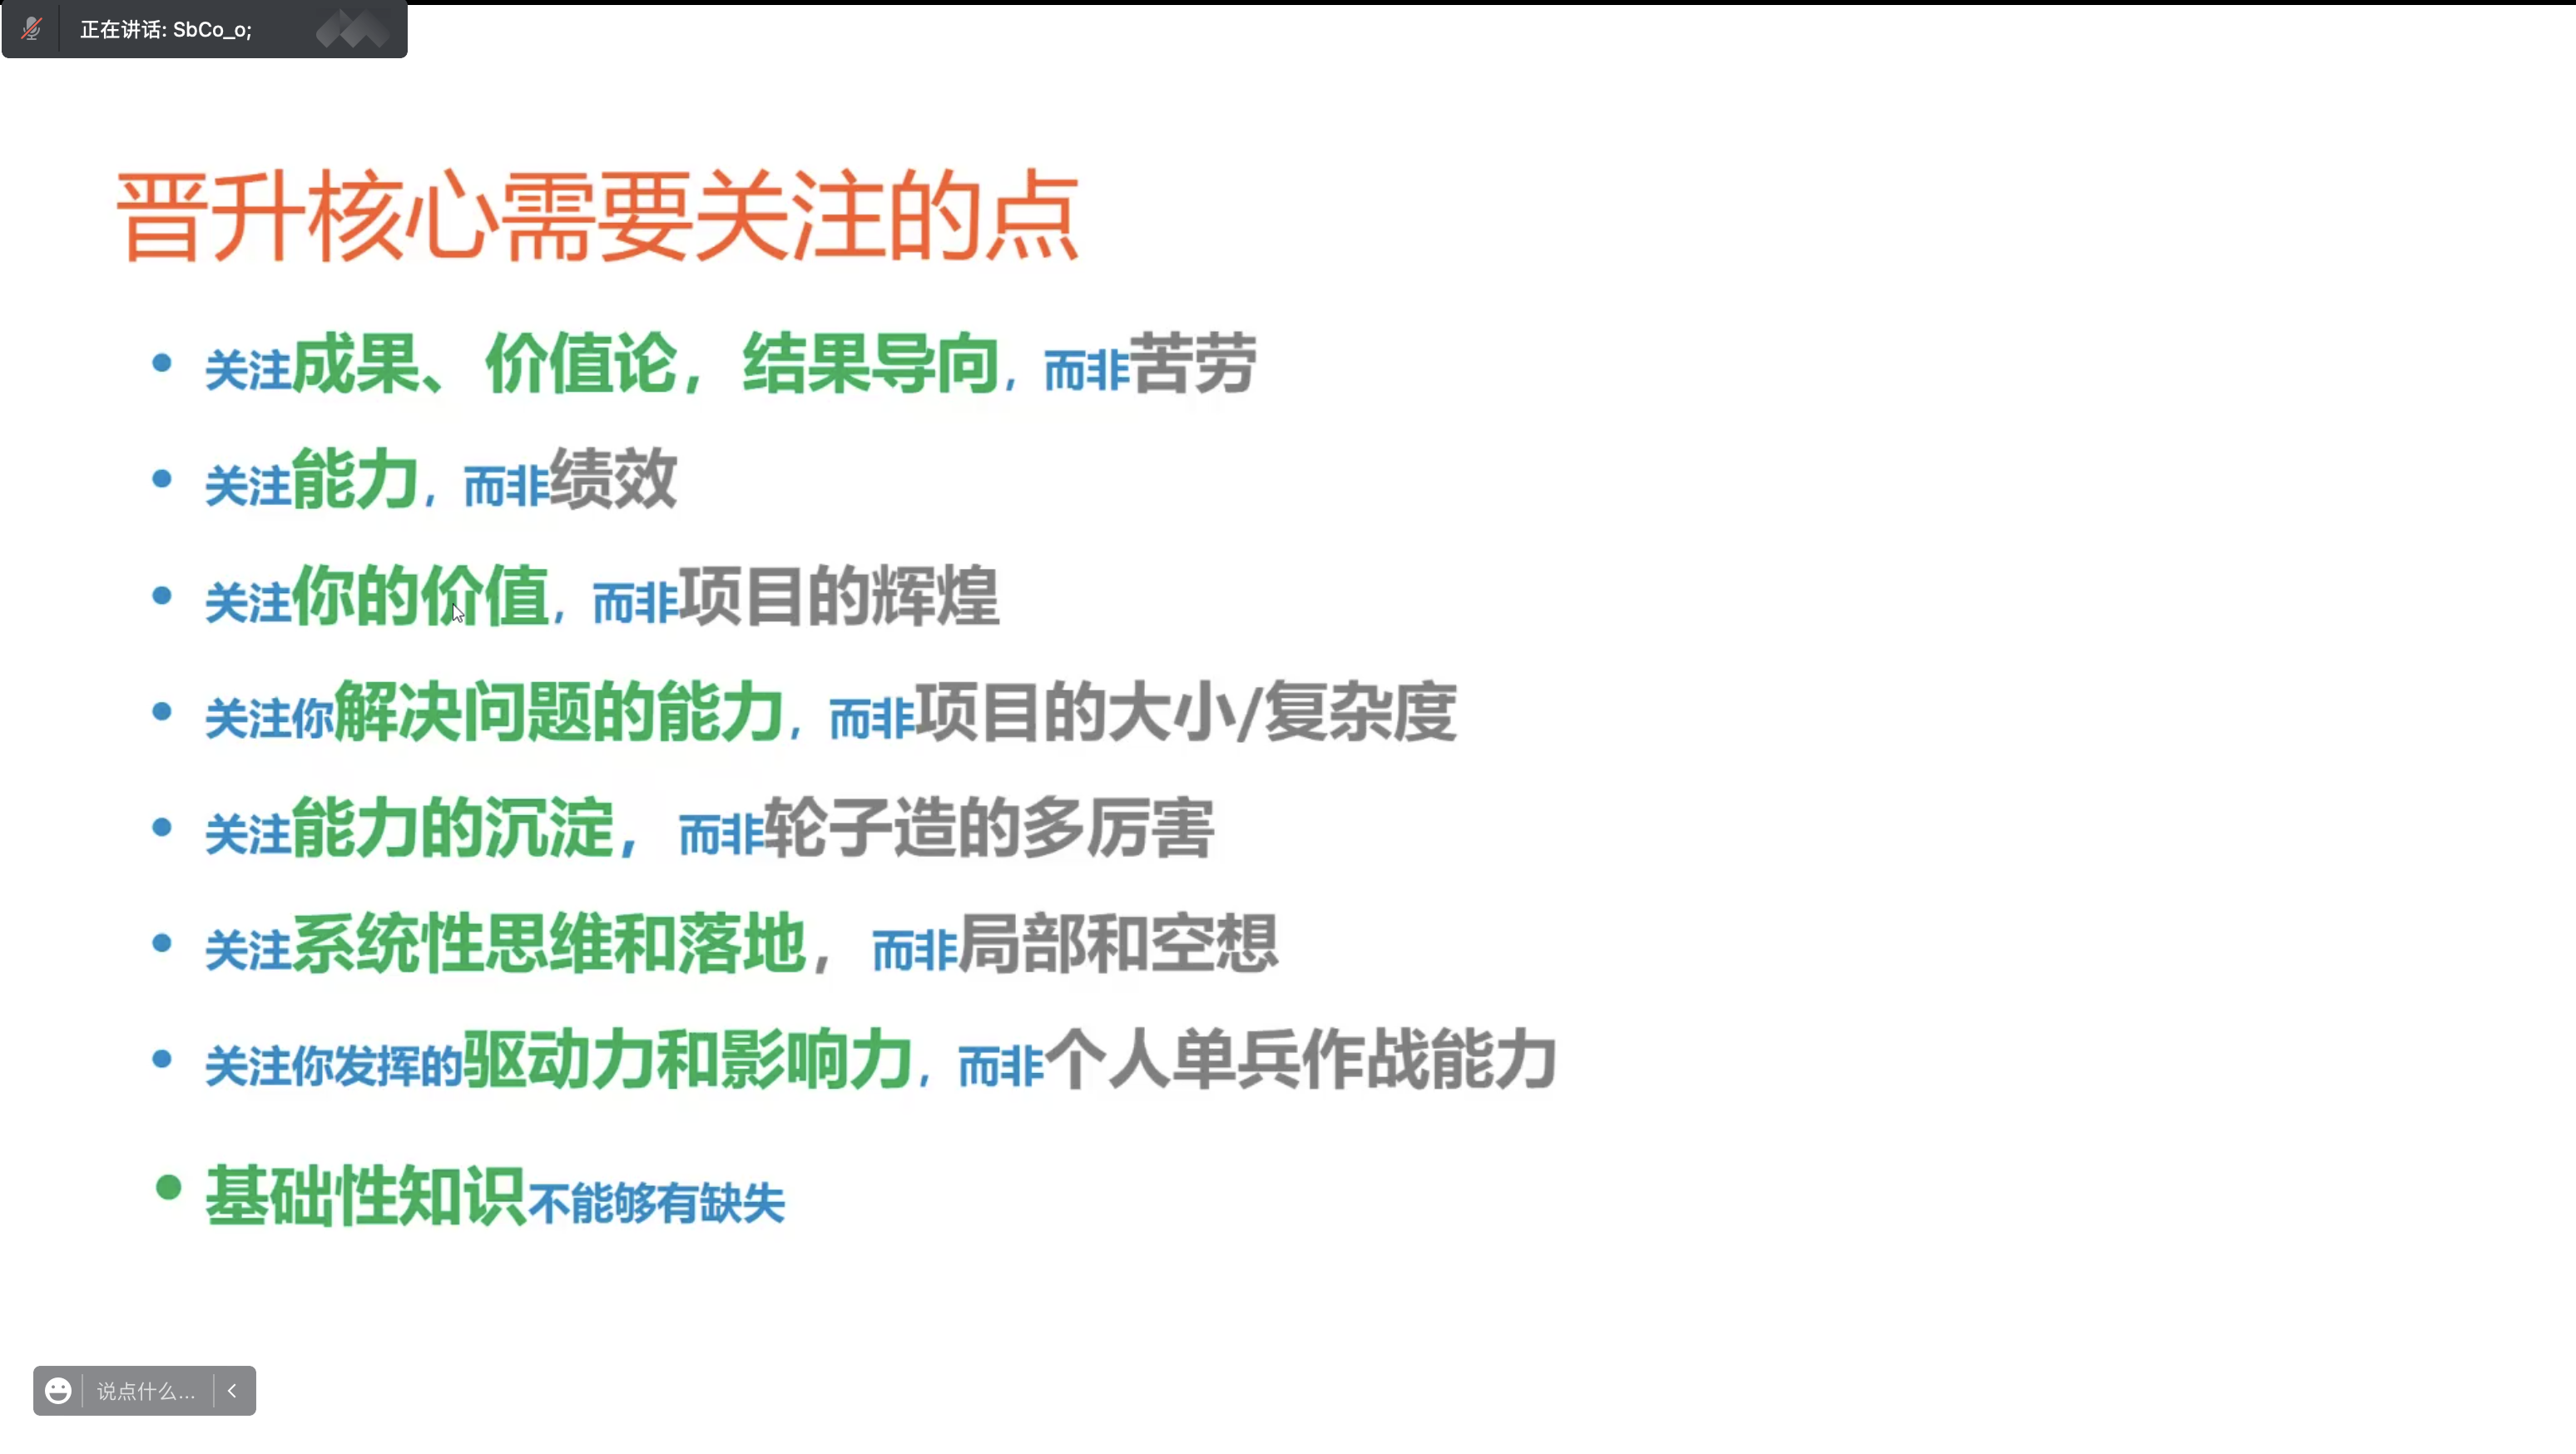 正在讲话: SbCo_o;
晋升核心需要关注的点
• 关注成果、价值论，结果导向，而非苦劳
• 关注能力，而非绩效
• 关注你的价值，而非项目的辉煌
• 关注你解决问题的能力，而非项目的大小/复杂度
• 关注能力的沉淀，而非轮子造的多厉害
• 关注系统性思维和落地，而非局部和空想
• 关注你发挥的驱动力和影响力，而非个人单兵作战能力
• 基础性知识不能够有缺失
说点什么...